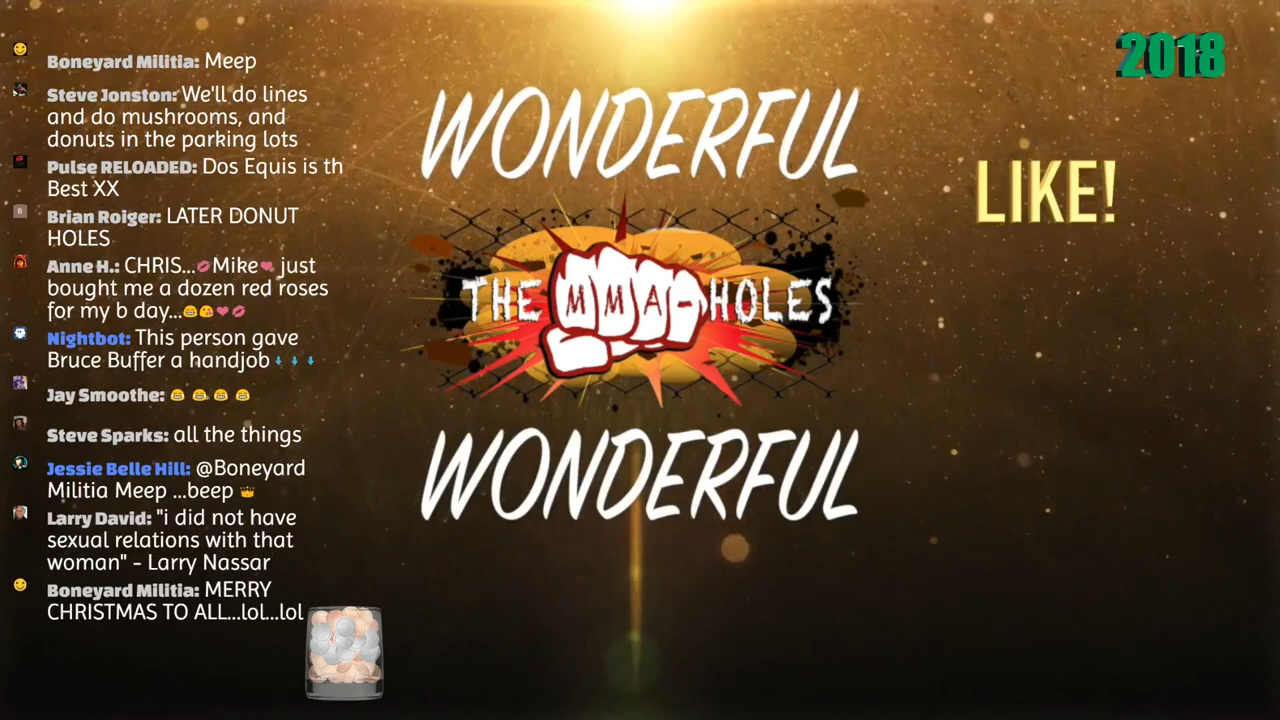 Boneyard Militia: Meep
Steve Jonston: We'll do lines
and do mushrooms, and
donuts in the parking lots
Pulse RELOADED: Dos Equis is th
Best XX
Brian Roiger: LATER DONUT
HOLES
Anne H.: CHRIS...💋Mike❤ just
bought me a dozen red roses
for my b day...😄😘❤💋
Nightbot: This person gave
Bruce Buffer a handjob ⬇ ⬇ ⬇
Jay Smoothe: 😂 😂 😂 😂
Steve Sparks: all the things
Jessie Belle Hill: @Boneyard
Militia Meep ...beep 👑
Larry David: "i did not have
sexual relations with that
woman" - Larry Nassar
Boneyard Militia: MERRY
CHRISTMAS TO ALL...lol...lol
WONDERFUL
THE MMA-HOLES
WONDERFUL
2018
LIKE!